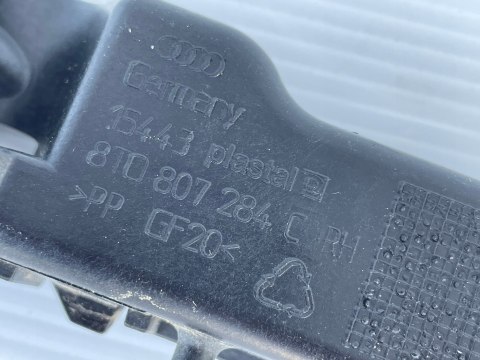 Germany
15443 plastal
8T0 807 284 C RH
>PP GF20<